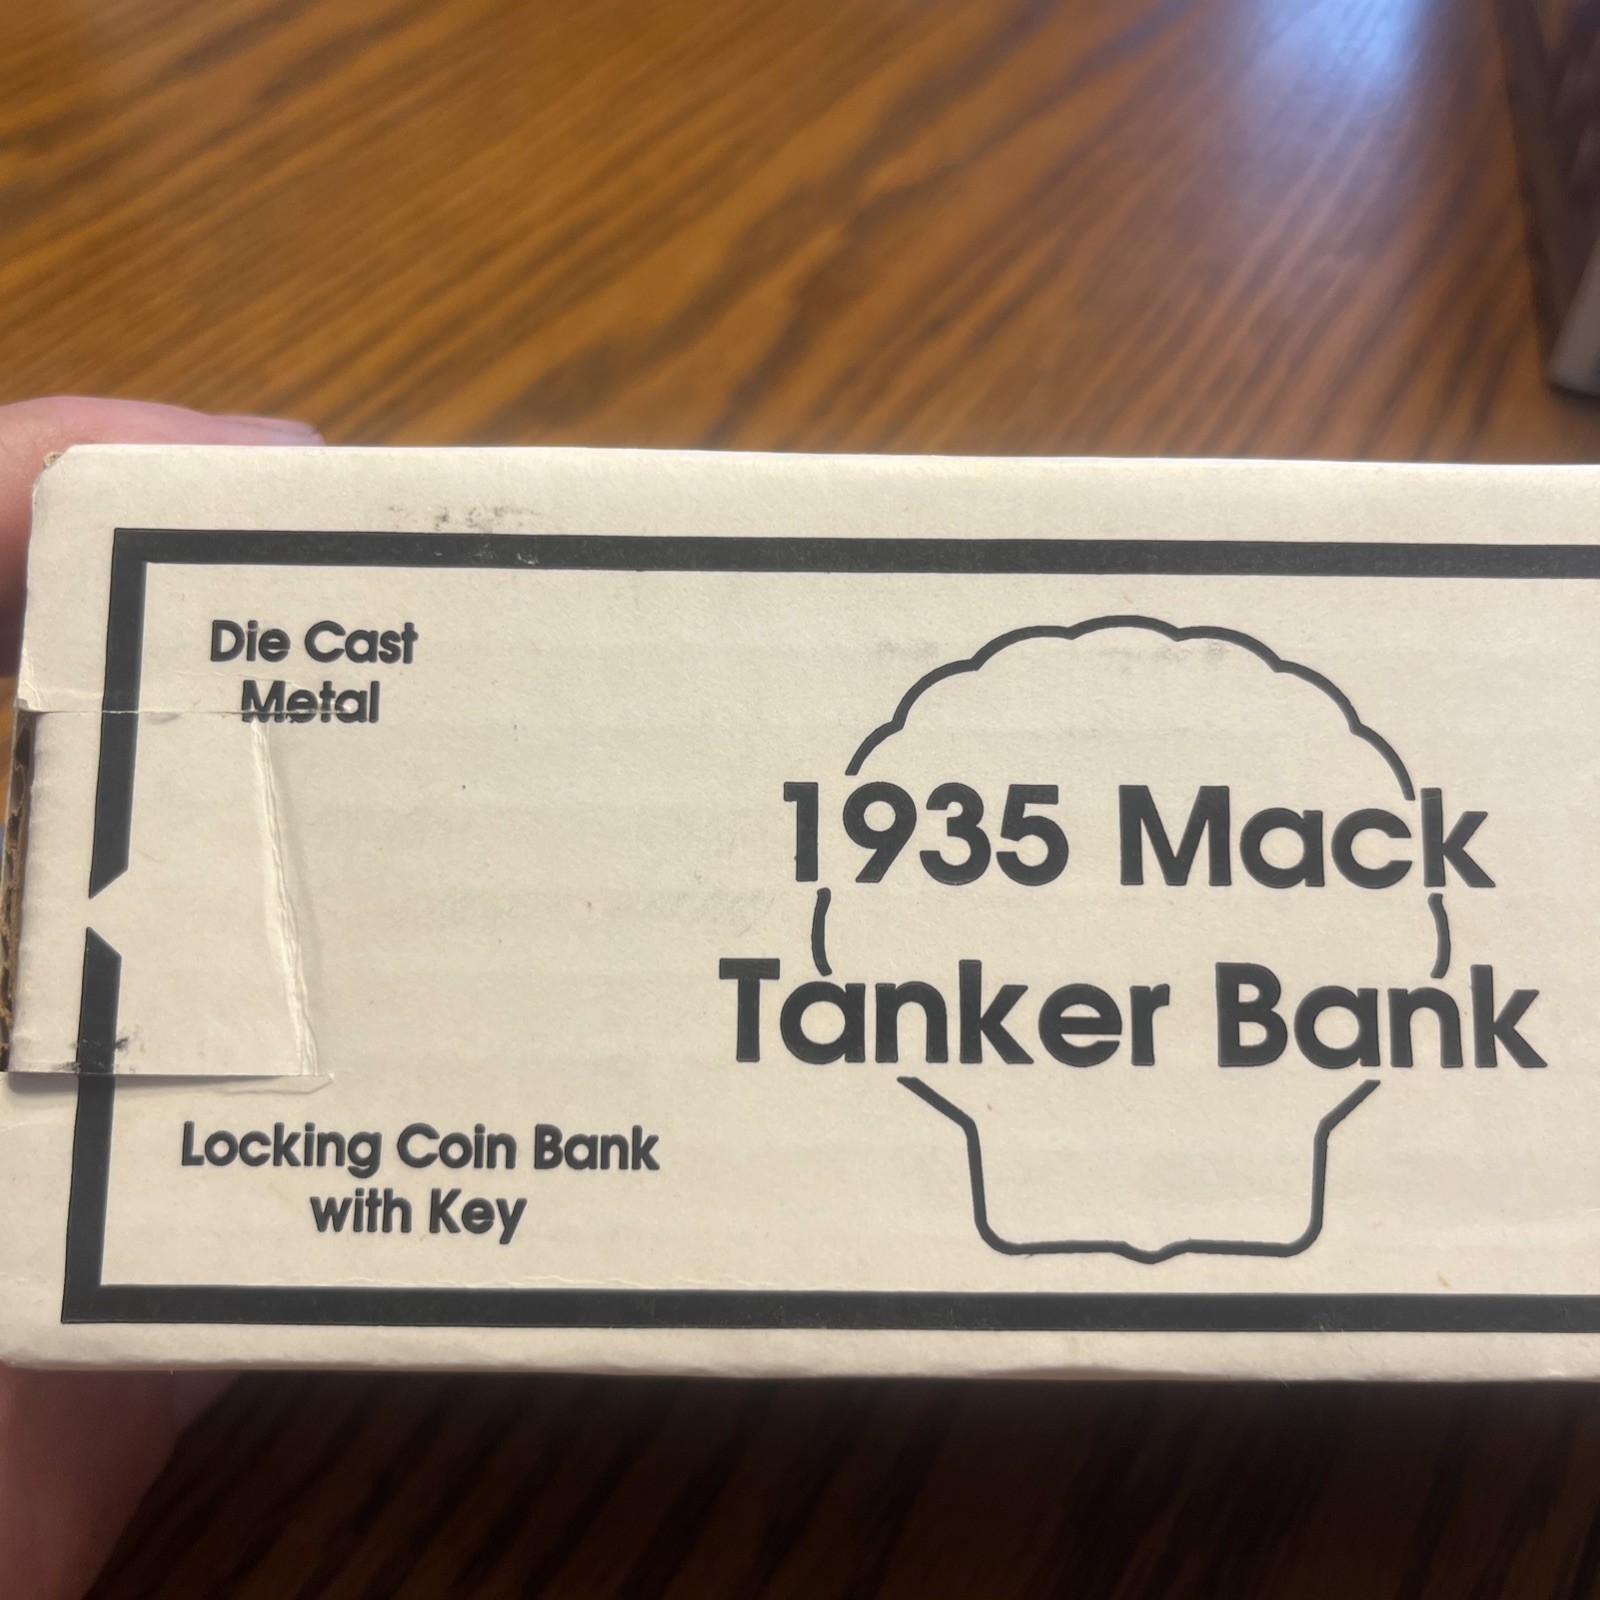 Die Cast
Metal
1935 Mack
Tanker Bank
Locking Coin Bank
with Key